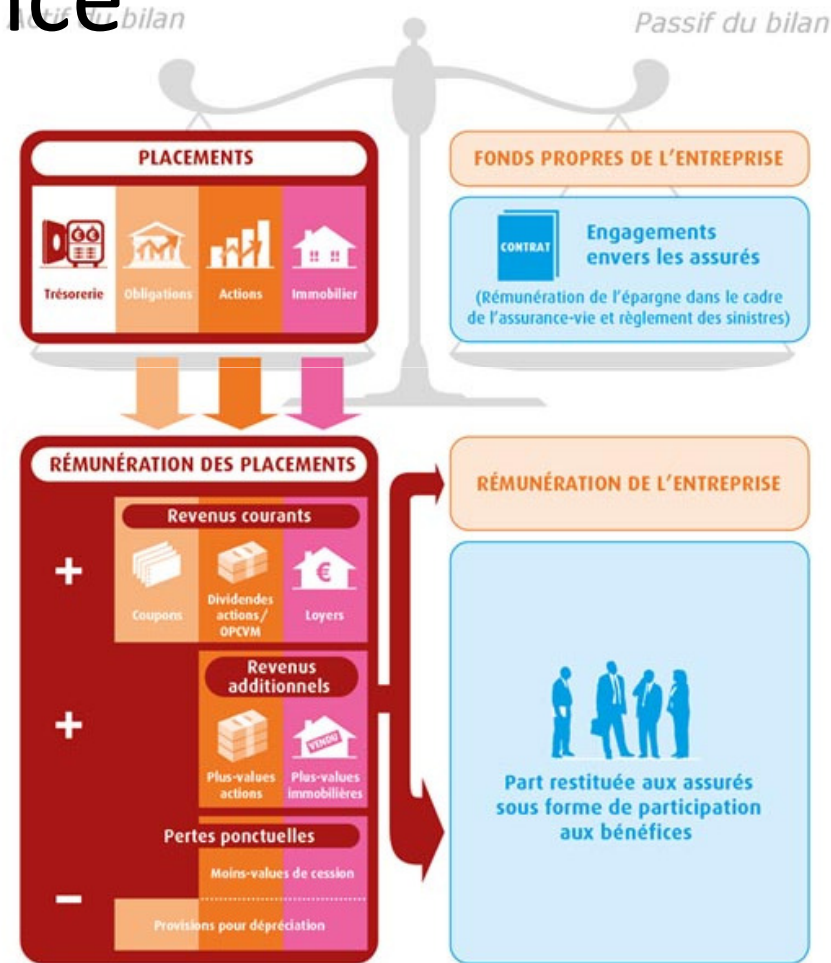 ice
Actif du bilan
Passif du bilan
PLACEMENTS
Trésorerie
Obligations
Actions
Immobilier
FONDS PROPRES DE L'ENTREPRISE
CONTRAT
Engagements
envers les assurés
(Rémunération de l'épargne dans le cadre
de l'assurance-vie et règlement des sinistres)
RÉMUNÉRATION DES PLACEMENTS
+
Revenus courants
€
Coupons
Dividendes
actions /
OPCVM
Loyers
+
Revenus
additionnels
VENDU
Plus-values
actions
Plus-values
immobilières
–
Pertes ponctuelles
Moins-values de cession
Provisions pour dépréciation
RÉMUNÉRATION DE L'ENTREPRISE
Part restituée aux assurés
sous forme de participation
aux bénéfices